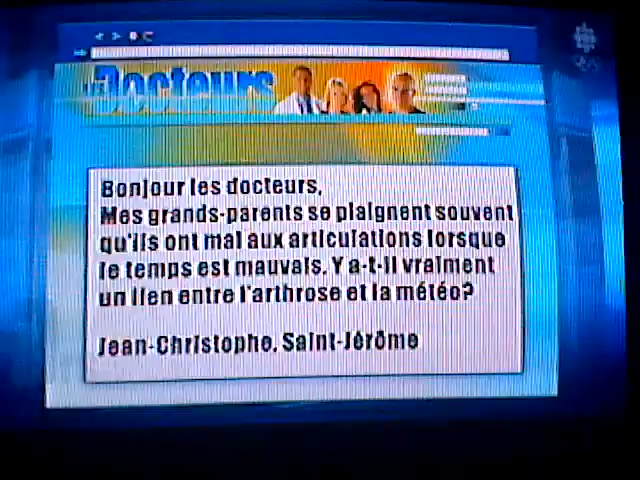 les Docteurs
Bonjour les docteurs,
Mes grands-parents se plaignent souvent
qu'ils ont mal aux articulations lorsque
le temps est mauvais. Y a-t-il vraiment
un lien entre l'arthrose et la météo?
Jean-Christophe, Saint-Jérôme